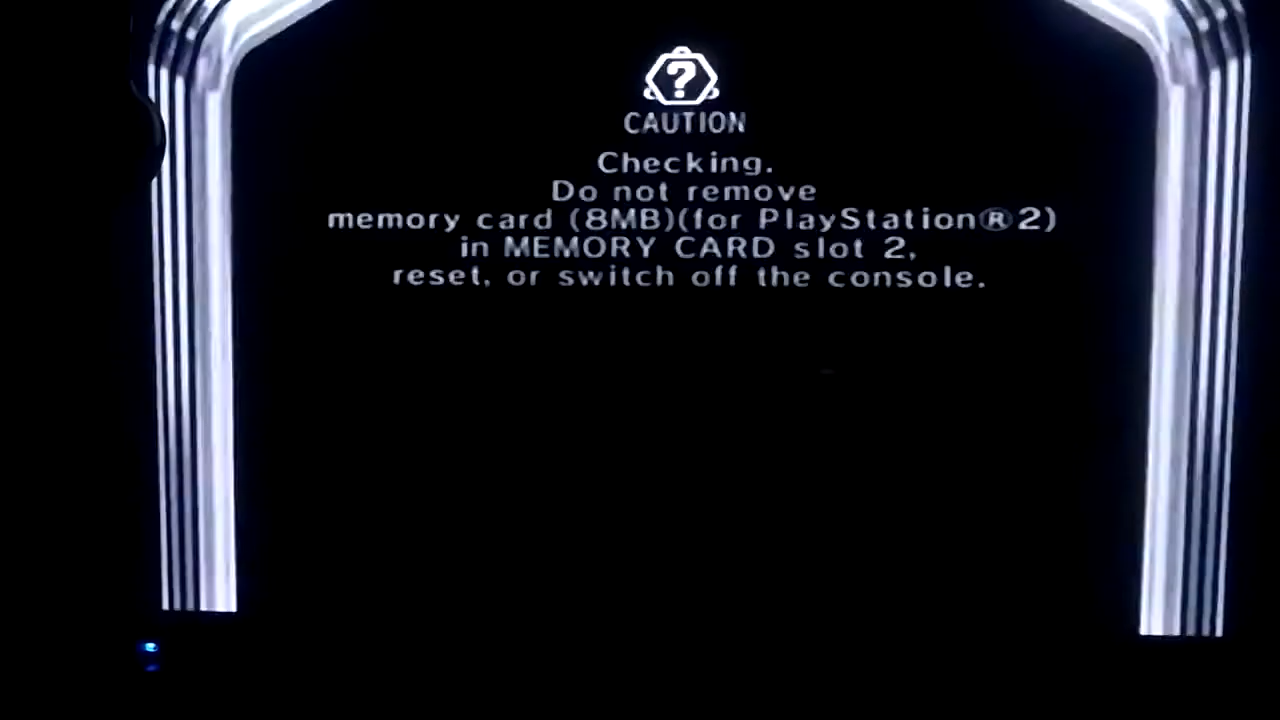 ?
CAUTION
Checking.
Do not remove
memory card (8MB)(for PlayStation®2)
in MEMORY CARD slot 2,
reset, or switch off the console.